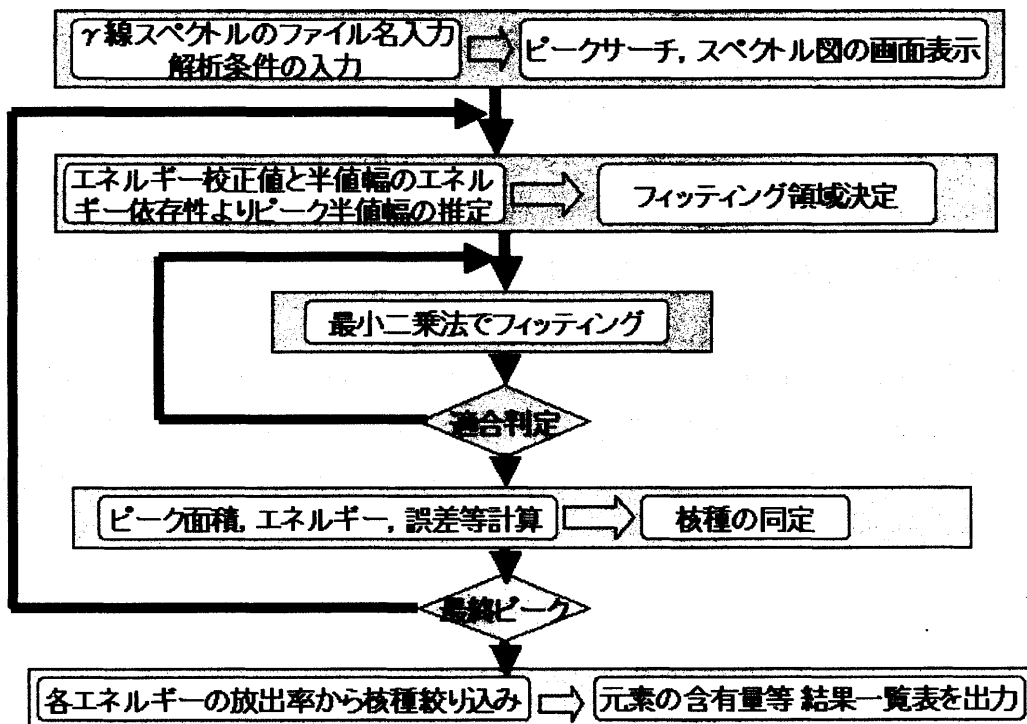 γ線スペクトルのファイル名入力
解析条件の入力
ピークサーチ, スペクトル図の画面表示
エネルギー校正値と半値幅のエネル
ギー依存性よりピーク半値幅の推定
フィッティング領域決定
最小二乗法でフィッティング
適合判定
ピーク面積, エネルギー, 誤差等計算
核種の同定
最終ピーク
各エネルギーの放出率から核種絞り込み
元素の含有量等 結果一覧表を出力